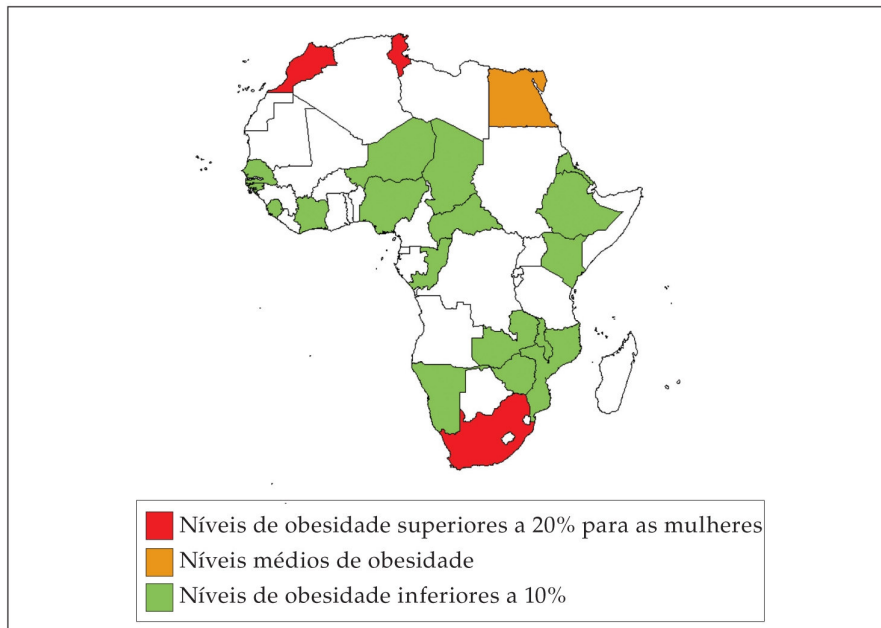 Níveis de obesidade superiores a 20% para as mulheres
Níveis médios de obesidade
Níveis de obesidade inferiores a 10%